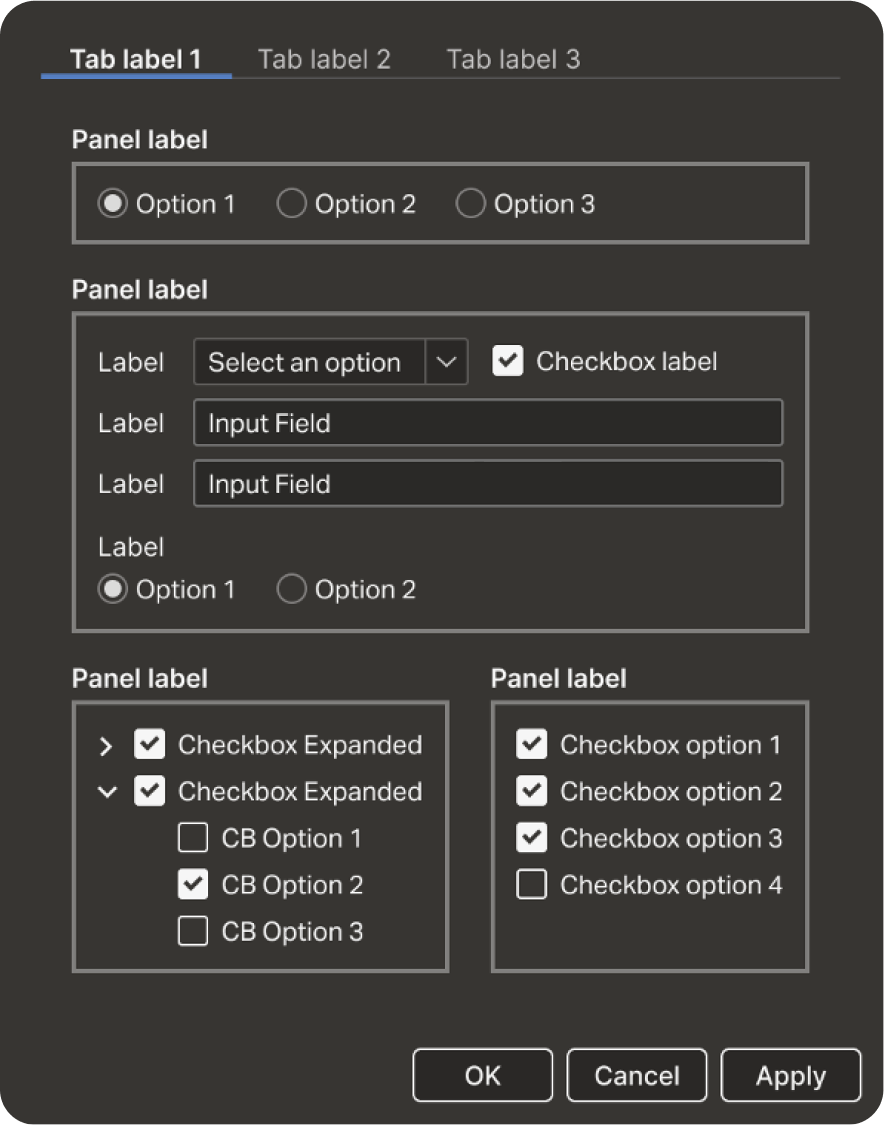 Tab label 1 Tab label 2 Tab label 3
Panel label
Option 1 Option 2 Option 3
Panel label
Label Select an option Checkbox label
Label Input Field
Label Input Field
Label
Option 1 Option 2
Panel label
Checkbox Expanded
Checkbox Expanded
CB Option 1
CB Option 2
CB Option 3
Panel label
Checkbox option 1
Checkbox option 2
Checkbox option 3
Checkbox option 4
OK Cancel Apply